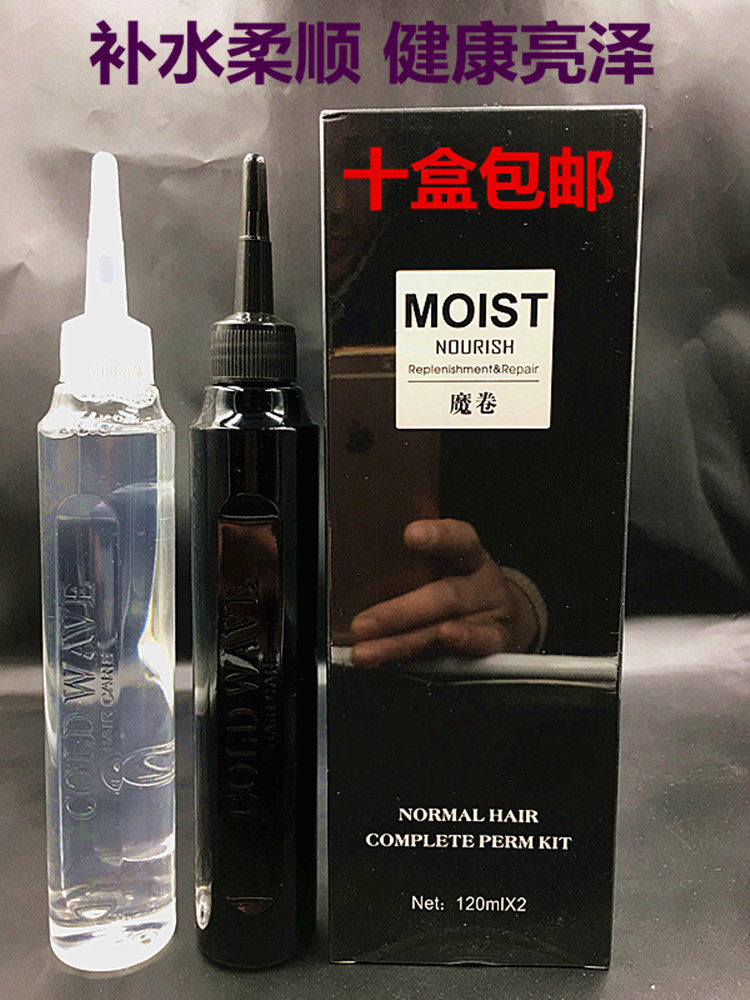 补水柔顺 健康亮泽
十盒包邮
MOIST
NOURISH
Replenishment&Repair
魔卷
NORMAL HAIR
COMPLETE PERM KIT
Net: 120mlX2
COLD WAVE
HAIR CARE
COLD WAVE
HAIR CARE